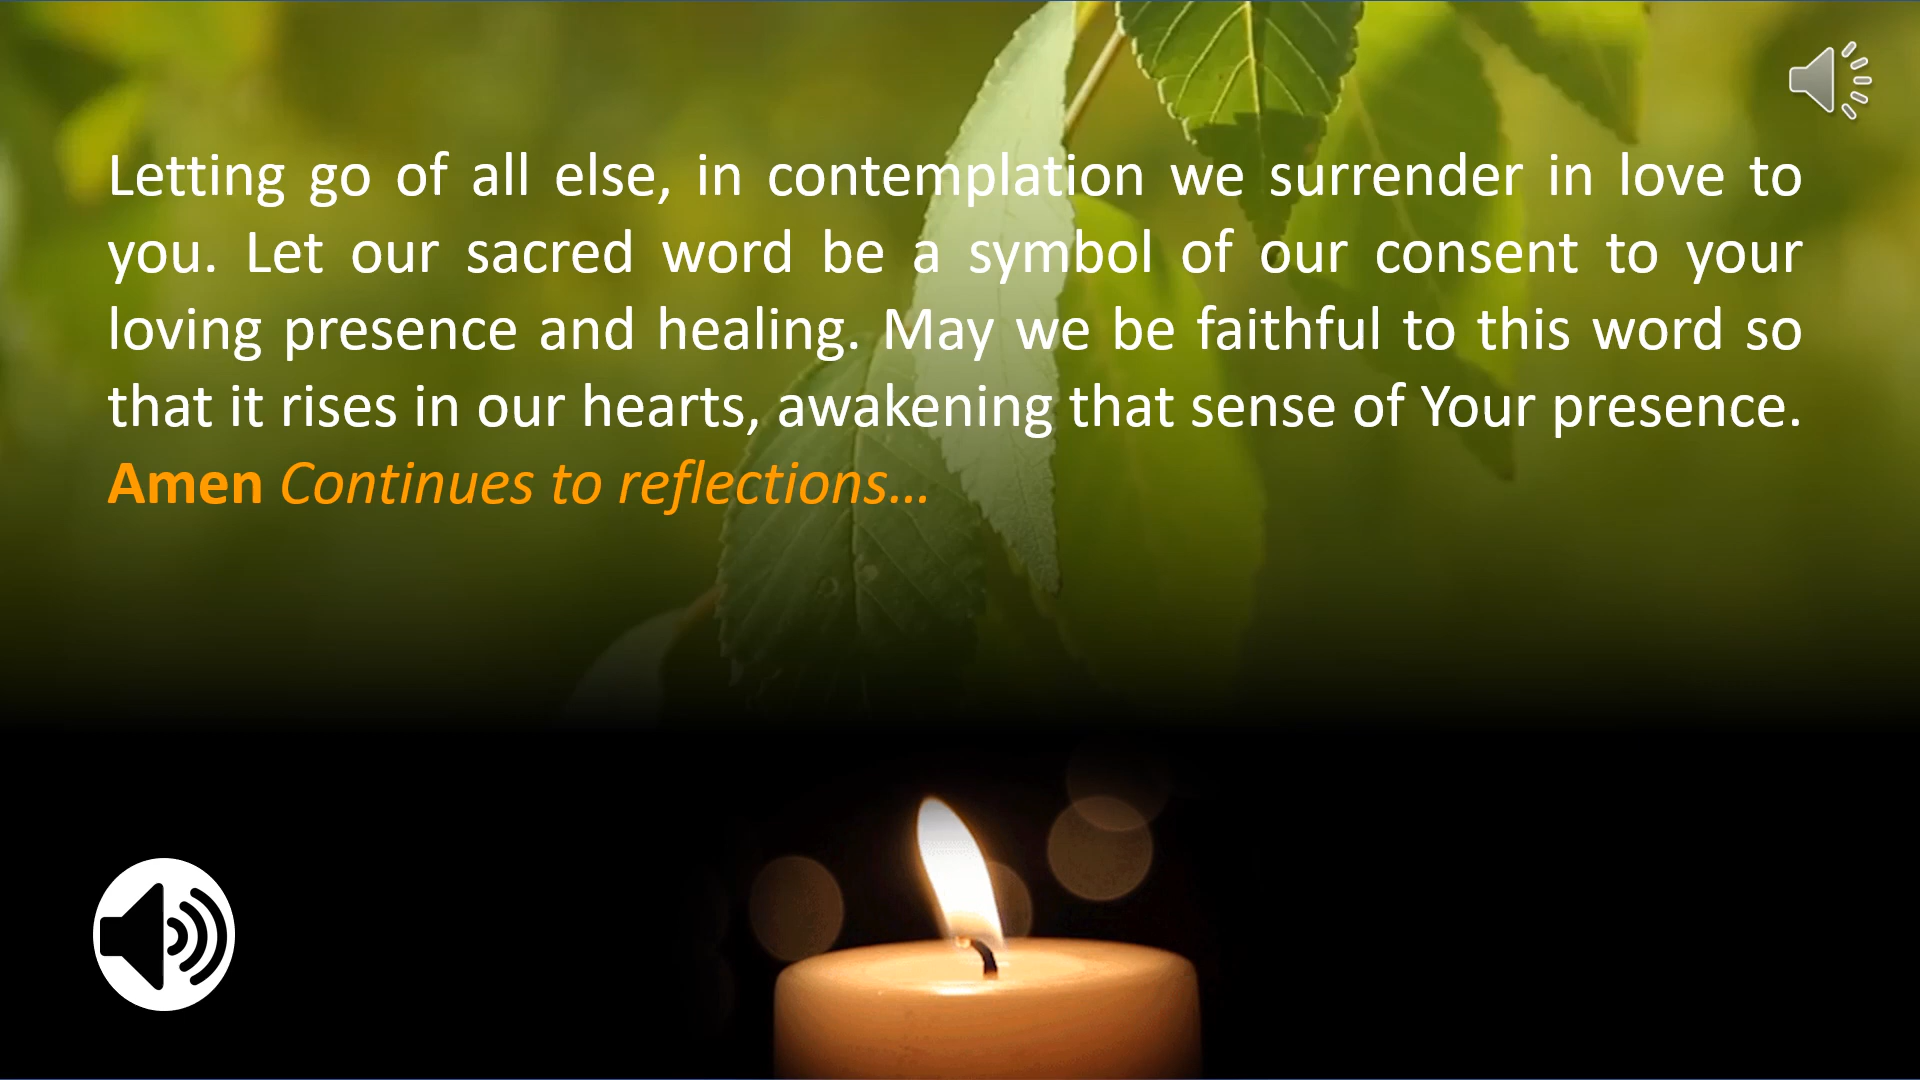 Letting go of all else, in contemplation we surrender in love to
you. Let our sacred word be a symbol of our consent to your
loving presence and healing. May we be faithful to this word so
that it rises in our hearts, awakening that sense of Your presence.
Amen Continues to reflections…